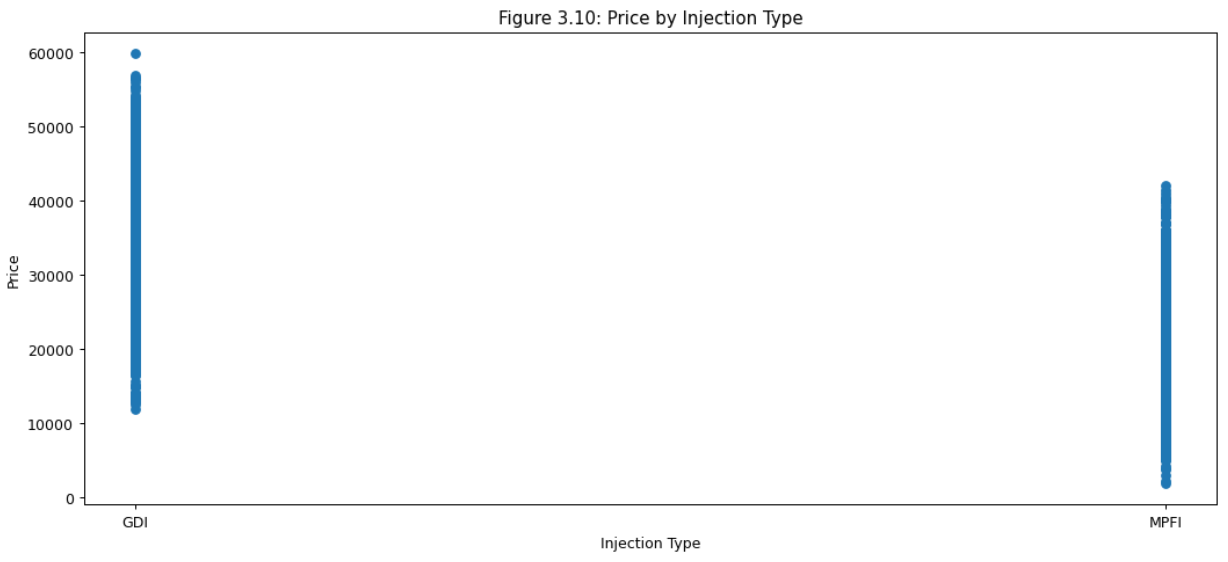 Figure 3.10: Price by Injection Type
60000
50000
40000
30000
20000
10000
0
Price
GDI
MPFI
Injection Type